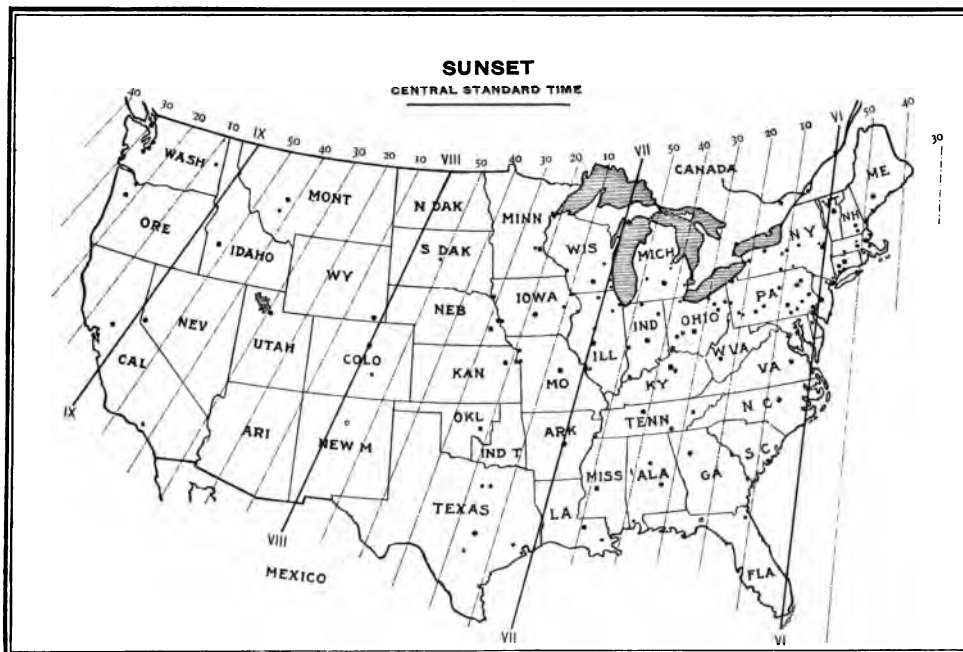 SUNSET
CENTRAL STANDARD TIME
40 30 20 10 IX 50 40 30 20 10 VIII 50 40 30 20 10 VII 50 40 30 20 10 VI 50 40
30
CANADA
WASH
MONT
N DAK
MINN
ME
VT
NH
ORE
IDAHO
WY
S DAK
WIS
MICH
NY
IOWA
PA
NEV
NEB
CAL
UTAH
COLO
KAN
MO
ILL
IND
OHIO
W VA
VA
KY
N C
TENN
IX
ARI
NEW M
OKL
IND T
ARK
S C
MISS
ALA
GA
TEXAS
LA
VIII
MEXICO
FLA
VII
VI